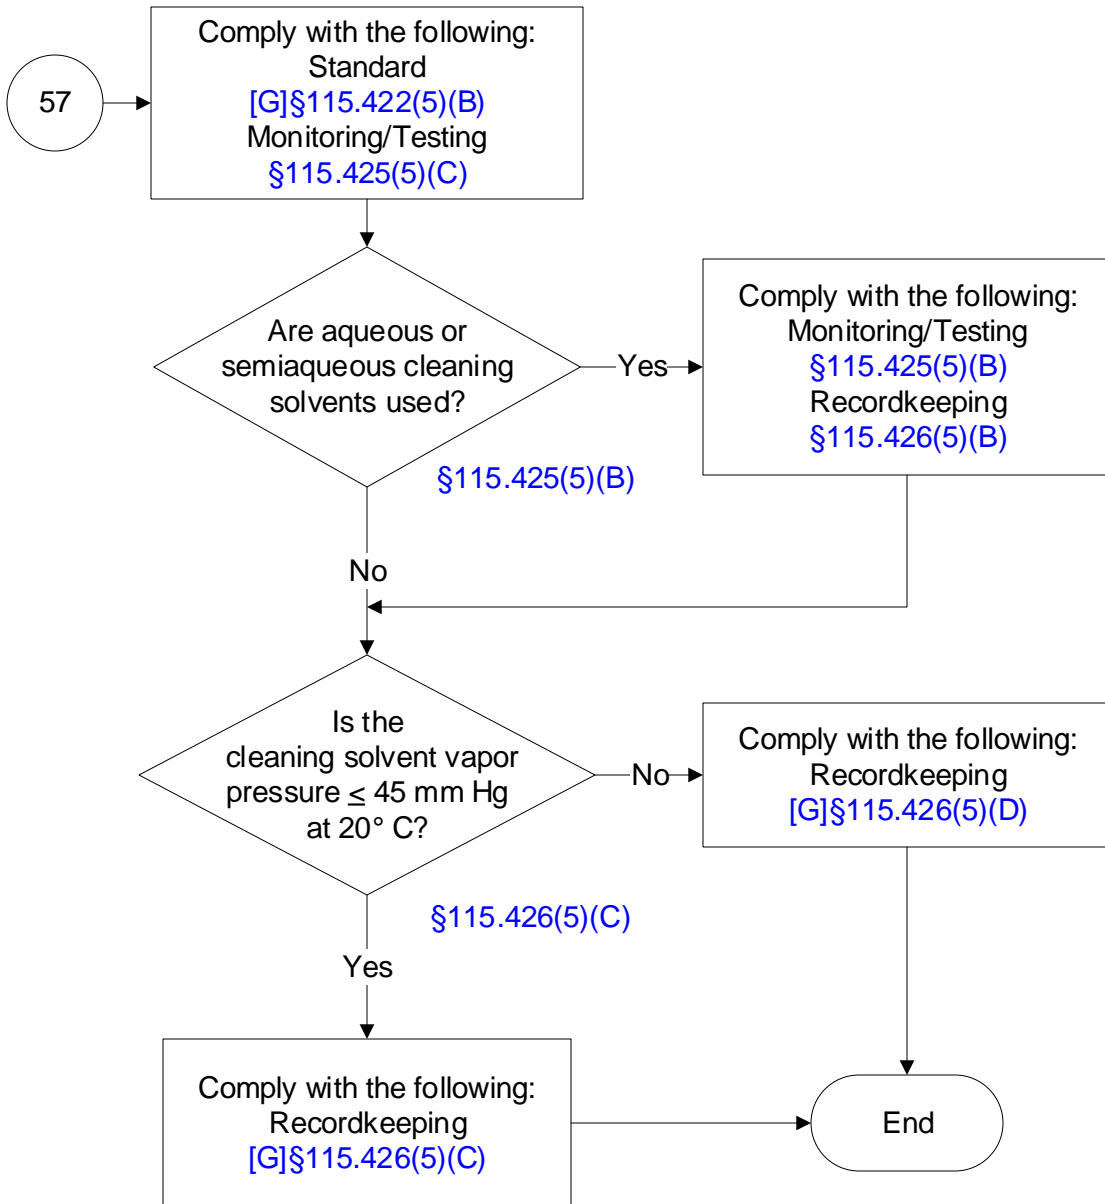 57
Comply with the following:
Standard
[G]§115.422(5)(B)
Monitoring/Testing
§115.425(5)(C)
Are aqueous or
semiaqueous cleaning
solvents used?
Yes
Comply with the following:
Monitoring/Testing
§115.425(5)(B)
Recordkeeping
§115.426(5)(B)
§115.425(5)(B)
No
Is the
cleaning solvent vapor
pressure ≤ 45 mm Hg
at 20° C?
No
Comply with the following:
Recordkeeping
[G]§115.426(5)(D)
§115.426(5)(C)
Yes
Comply with the following:
Recordkeeping
[G]§115.426(5)(C)
End